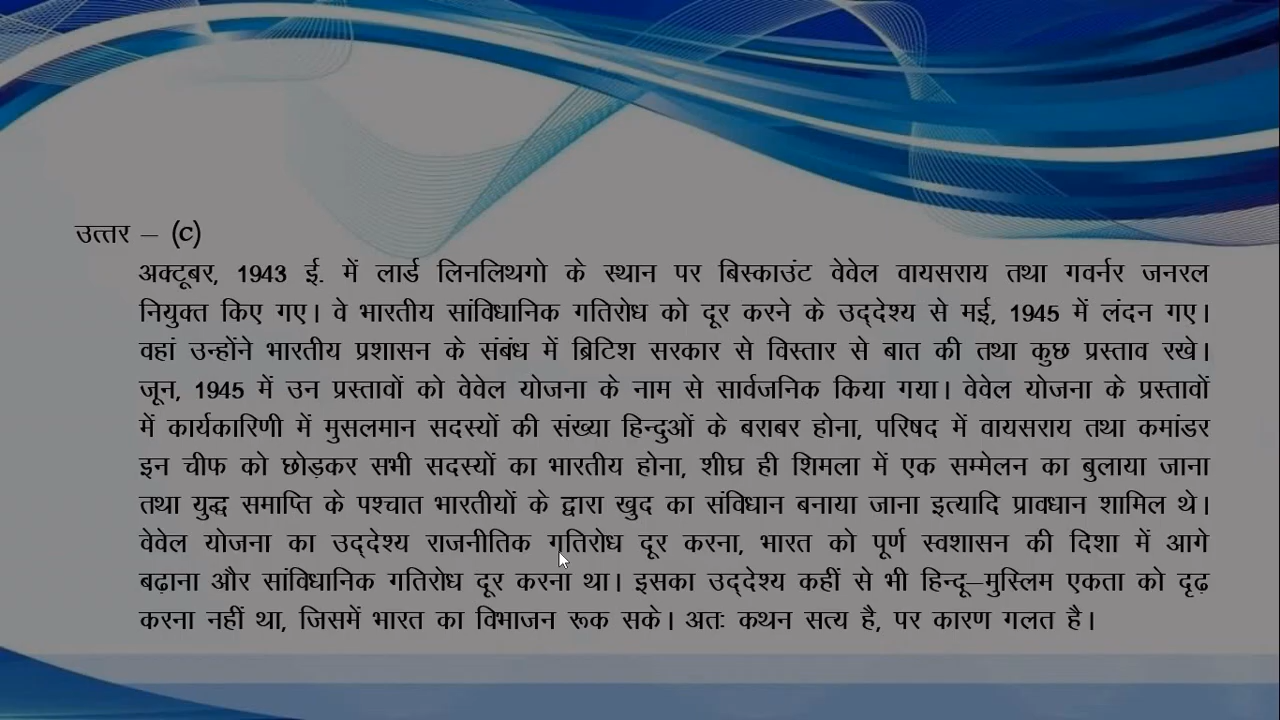 उत्तर – (c)
अक्टूबर, 1943 ई. में लार्ड लिनलिथगो के स्थान पर बिस्काउंट वेवेल वायसराय तथा गवर्नर जनरल
नियुक्त किए गए। वे भारतीय सांविधानिक गतिरोध को दूर करने के उद्देश्य से मई, 1945 में लंदन गए।
वहां उन्होंने भारतीय प्रशासन के संबंध में ब्रिटिश सरकार से विस्तार से बात की तथा कुछ प्रस्ताव रखे।
जून, 1945 में उन प्रस्तावों को वेवेल योजना के नाम से सार्वजनिक किया गया। वेवेल योजना के प्रस्तावों
में कार्यकारिणी में मुसलमान सदस्यों की संख्या हिन्दुओं के बराबर होना, परिषद में वायसराय तथा कमांडर
इन चीफ को छोड़कर सभी सदस्यों का भारतीय होना, शीघ्र ही शिमला में एक सम्मेलन का बुलाया जाना
तथा युद्ध समाप्ति के पश्चात भारतीयों के द्वारा खुद का संविधान बनाया जाना इत्यादि प्रावधान शामिल थे।
वेवेल योजना का उद्देश्य राजनीतिक गतिरोध दूर करना, भारत को पूर्ण स्वशासन की दिशा में आगे
बढ़ाना और सांविधानिक गतिरोध दूर करना था। इसका उद्देश्य कहीं से भी हिन्दू–मुस्लिम एकता को दृढ़
करना नहीं था, जिसमें भारत का विभाजन रूक सके। अतः कथन सत्य है, पर कारण गलत है।